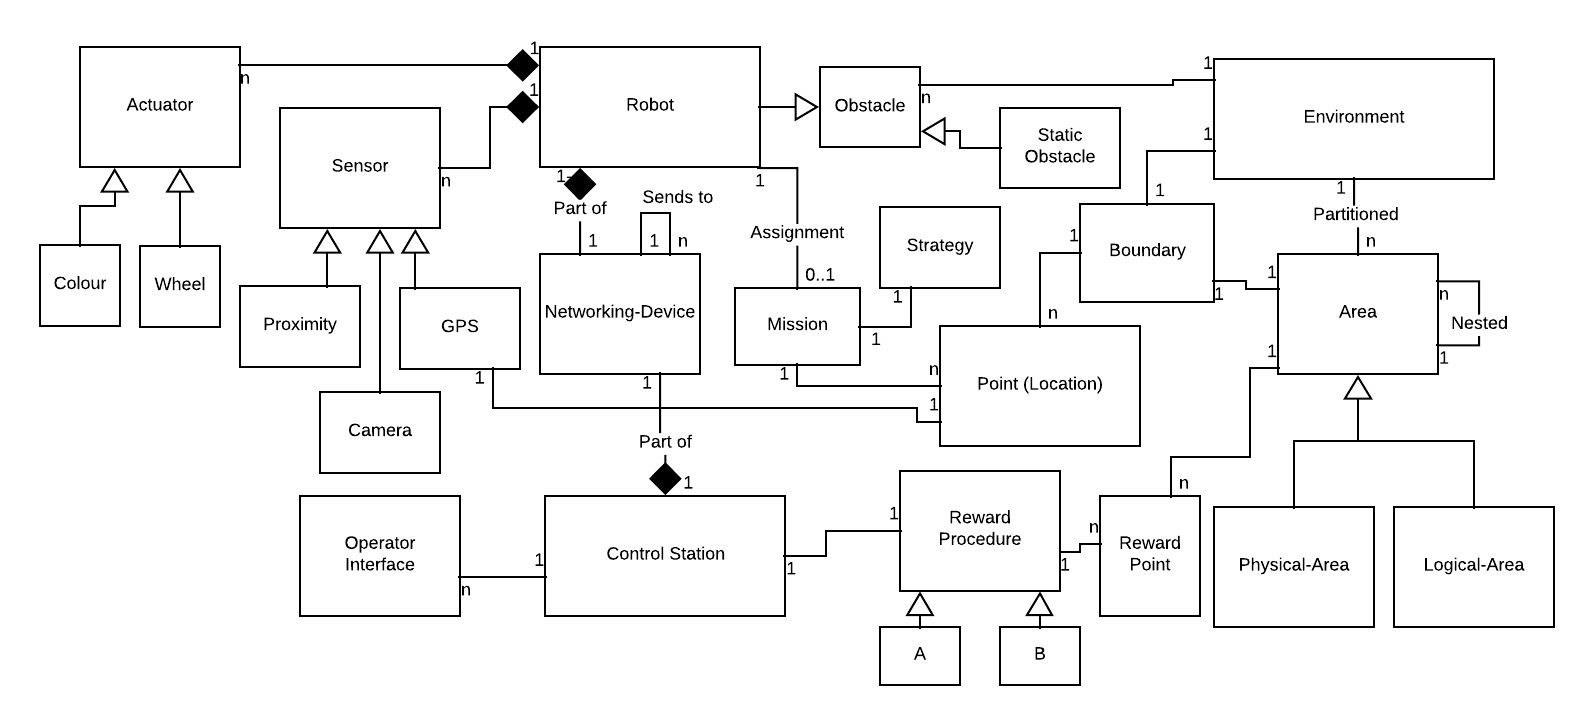 1
1
n
Actuator
Robot
Obstacle
n
1
Environment
1
Static
Obstacle
1
Sensor
n
1
Part of
Sends to
1
1
1
n
Assignment
0..1
Strategy
1
Boundary
1
1
1
Partitioned
n
Colour
Wheel
Proximity
GPS
1
Networking-Device
1
Mission
1
1
n
1
n
Point (Location)
1
1
Area
n
Nested
1
Camera
Part of
1
Operator
Interface
n
1
Control Station
1
1
Reward
Procedure
1
n
n
Reward
Point
Physical-Area
Logical-Area
A
B